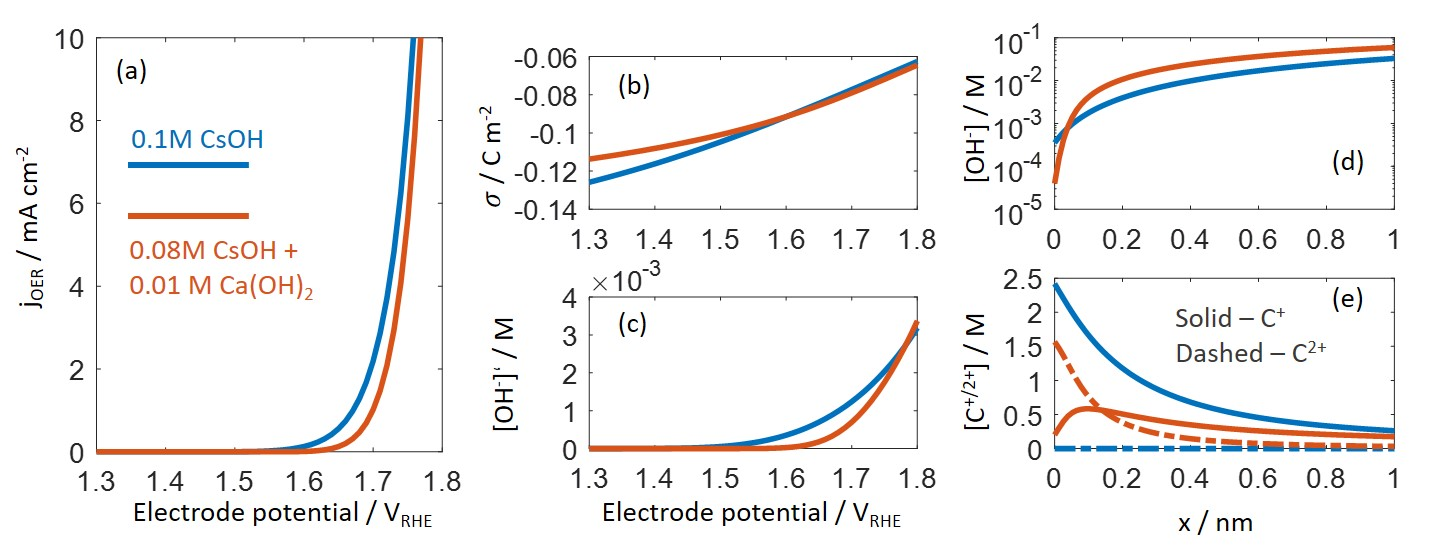 (a)
10
8
6
4
2
0
0.1M CsOH
0.08M CsOH +
0.01 M Ca(OH)₂
jOER / mA cm⁻²
1.3 1.4 1.5 1.6 1.7 1.8
Electrode potential / VRHE
(b)
-0.06
-0.08
-0.1
-0.12
-0.14
σ / C m⁻²
1.3 1.4 1.5 1.6 1.7 1.8
×10⁻³
(c)
4
3
2
1
0
[OH⁻]' / M
1.3 1.4 1.5 1.6 1.7 1.8
Electrode potential / VRHE
10⁻¹
10⁻²
10⁻³
10⁻⁴
10⁻⁵
[OH⁻] / M
(d)
0 0.2 0.4 0.6 0.8 1
(e)
2.5
2
1.5
1
0.5
0
[C⁺/²⁺] / M
Solid – C⁺
Dashed – C²⁺
0 0.2 0.4 0.6 0.8 1
x / nm